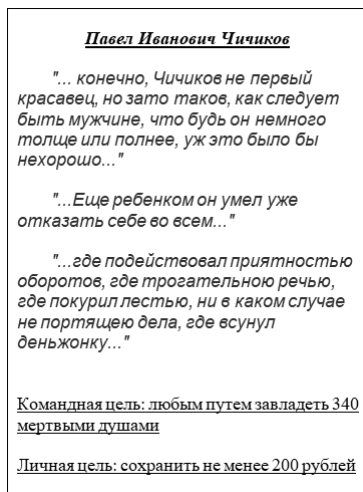 Павел Иванович Чичиков
"... конечно, Чичиков не первый
красавец, но зато таков, как следует
быть мужчине, что будь он немного
толще или полнее, уж это было бы
нехорошо..."
"...Еще ребенком он умел уже
отказать себе во всем..."
"...где подействовал приятностью
оборотов, где трогательною речью,
где покурил лестью, ни в каком случае
не портящею дела, где всунул
деньжонку..."
Командная цель: любым путем завладеть 340
мертвыми душами
Личная цель: сохранить не менее 200 рублей